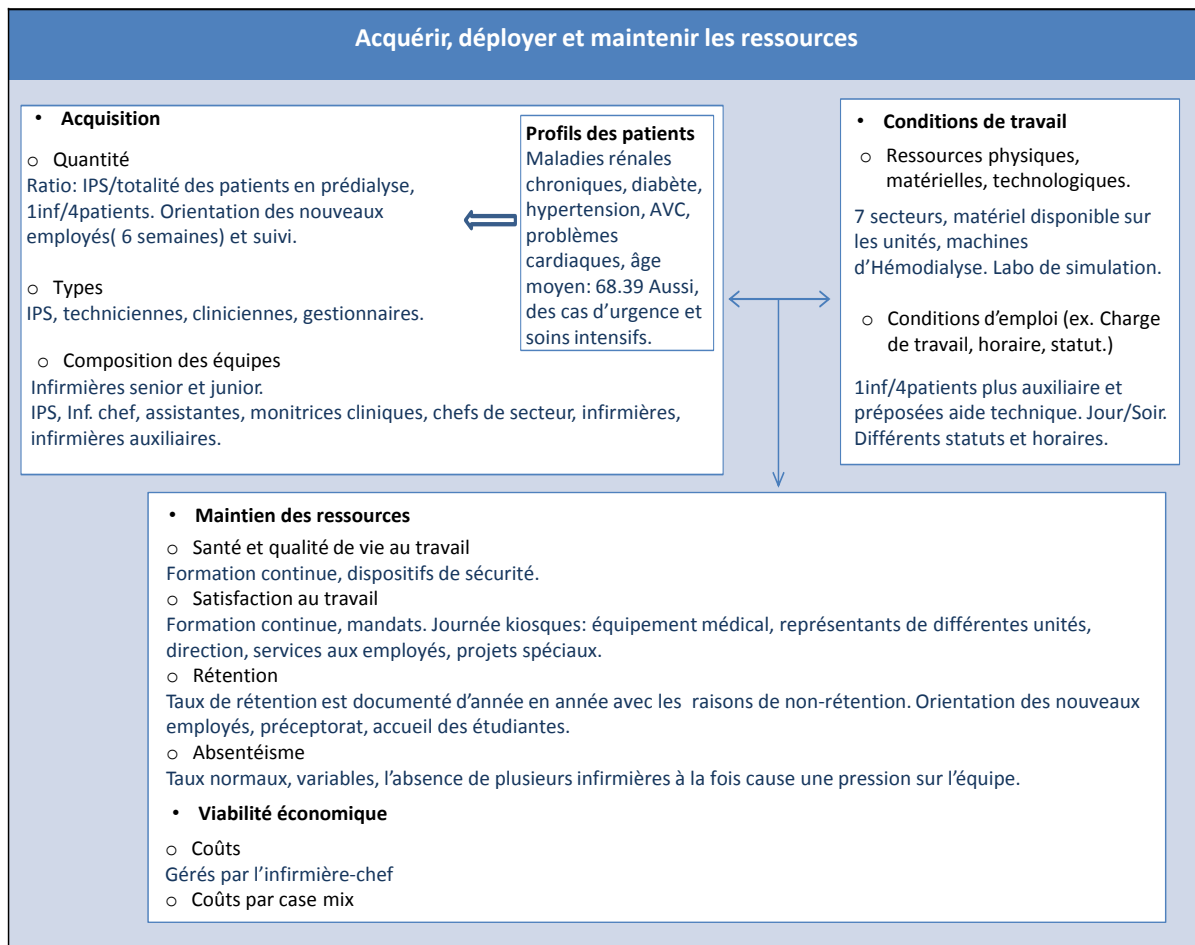 Acquérir, déployer et maintenir les ressources
• Acquisition
o Quantité
Ratio: IPS/totalité des patients en prédialyse,
1inf/4patients. Orientation des nouveaux
employés( 6 semaines) et suivi.
o Types
IPS, techniciennes, cliniciennes, gestionnaires.
o Composition des équipes
Infirmières senior et junior.
IPS, Inf. chef, assistantes, monitrices cliniques, chefs de secteur, infirmières,
infirmières auxiliaires.
Profils des patients
Maladies rénales
chroniques, diabète,
hypertension, AVC,
problèmes
cardiaques, âge
moyen: 68.39 Aussi,
des cas d’urgence et
soins intensifs.
• Conditions de travail
o Ressources physiques,
matérielles, technologiques.
7 secteurs, matériel disponible sur
les unités, machines
d’Hémodialyse. Labo de simulation.
o Conditions d’emploi (ex. Charge
de travail, horaire, statut.)
1inf/4patients plus auxiliaire et
préposées aide technique. Jour/Soir.
Différents statuts et horaires.
• Maintien des ressources
o Santé et qualité de vie au travail
Formation continue, dispositifs de sécurité.
o Satisfaction au travail
Formation continue, mandats. Journée kiosques: équipement médical, représentants de différentes unités,
direction, services aux employés, projets spéciaux.
o Rétention
Taux de rétention est documenté d’année en année avec les raisons de non-rétention. Orientation des nouveaux
employés, préceptorat, accueil des étudiantes.
o Absentéisme
Taux normaux, variables, l’absence de plusieurs infirmières à la fois cause une pression sur l’équipe.
• Viabilité économique
o Coûts
Gérés par l’infirmière-chef
o Coûts par case mix